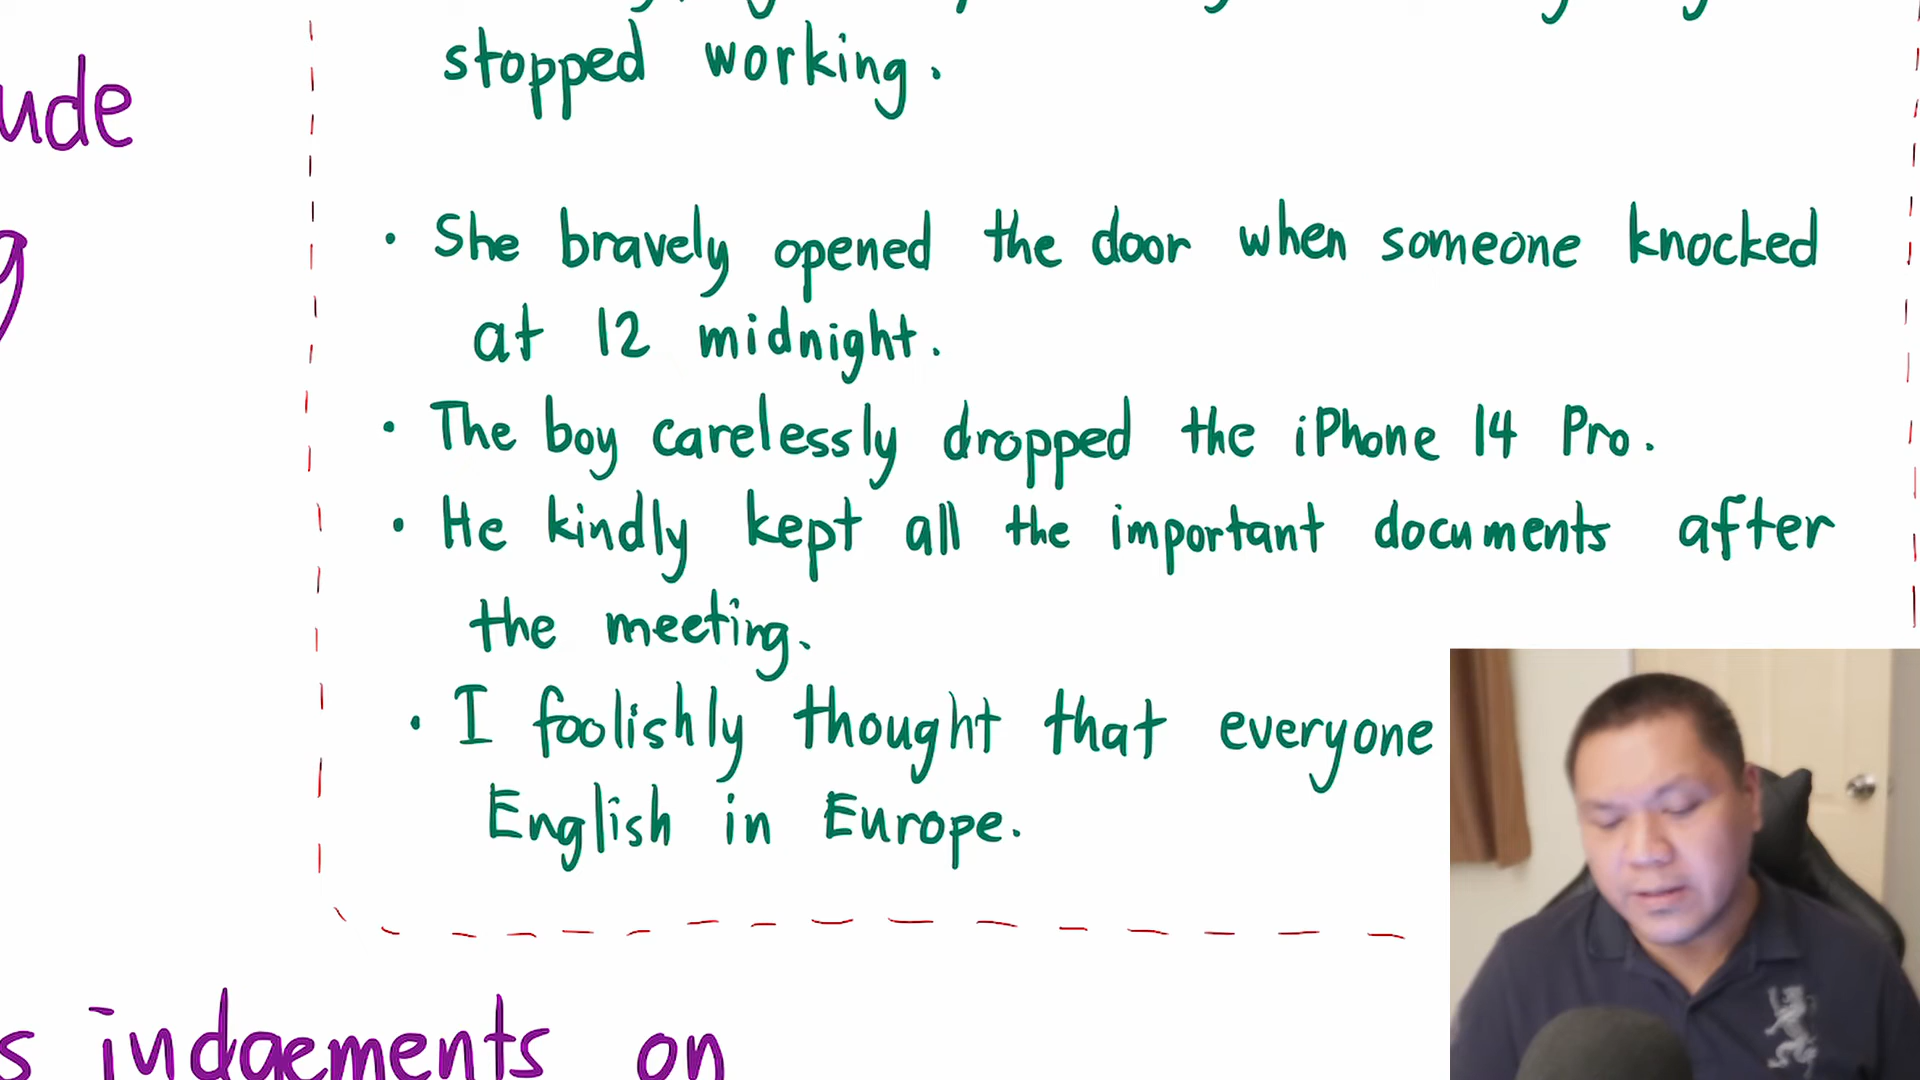 stopped working.
ude
• She bravely opened the door when someone knocked
at 12 midnight.
• The boy carelessly dropped the iPhone 14 Pro.
• He kindly kept all the important documents after
the meeting.
• I foolishly thought that everyone
English in Europe.
s judgements on